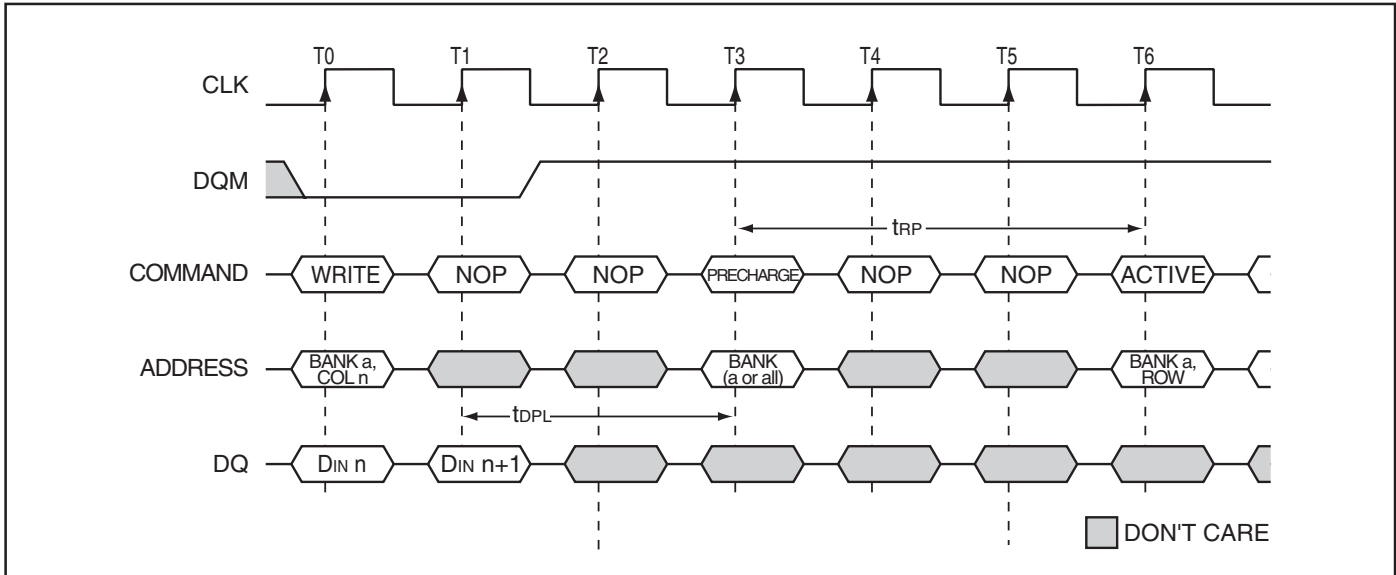 T0 T1 T2 T3 T4 T5 T6
CLK
DQM
tRP
COMMAND WRITE NOP NOP PRECHARGE NOP NOP ACTIVE
ADDRESS BANK a, COL n BANK (a or all) BANK a, ROW
tDPL
DQ DIN n DIN n+1
DON'T CARE